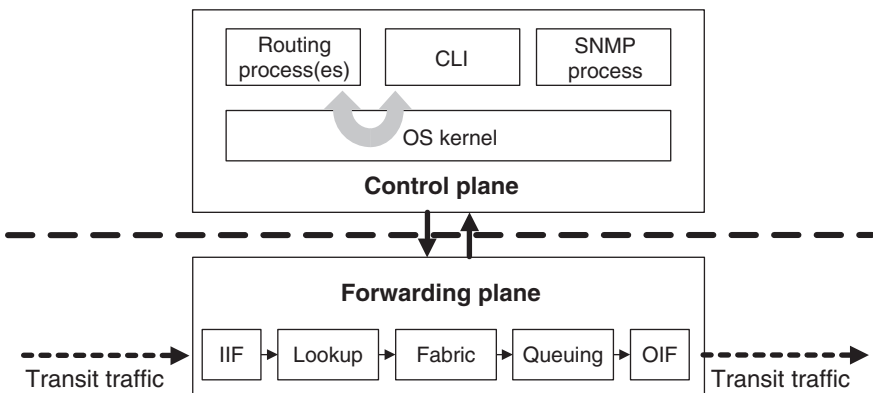 Routing
process(es)
CLI
SNMP
process
OS kernel
Control plane
Forwarding plane
IIF
Lookup
Fabric
Queuing
OIF
Transit traffic
Transit traffic